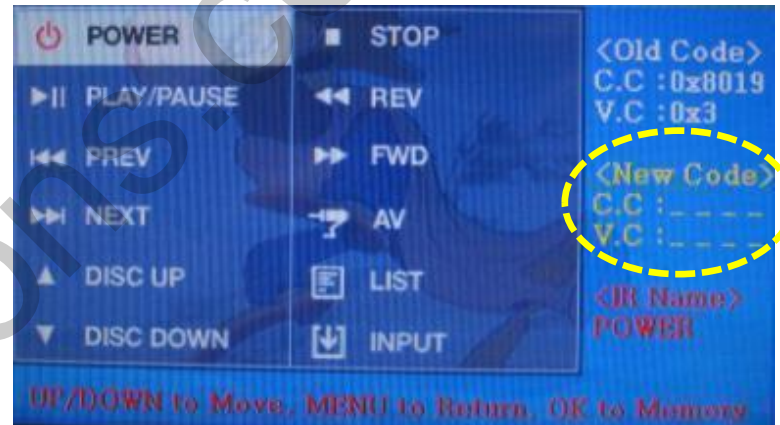 POWER
PLAY/PAUSE
PREV
NEXT
DISC UP
DISC DOWN
STOP
REV
FWD
AV
LIST
INPUT
<Old Code>
C.C :0x8019
V.C :0x3
<New Code>
C.C :_ _ _ _
V.C :_ _ _ _
<IR Name>
POWER
UP/DOWN to Move, MENU to Return, OK to Memory